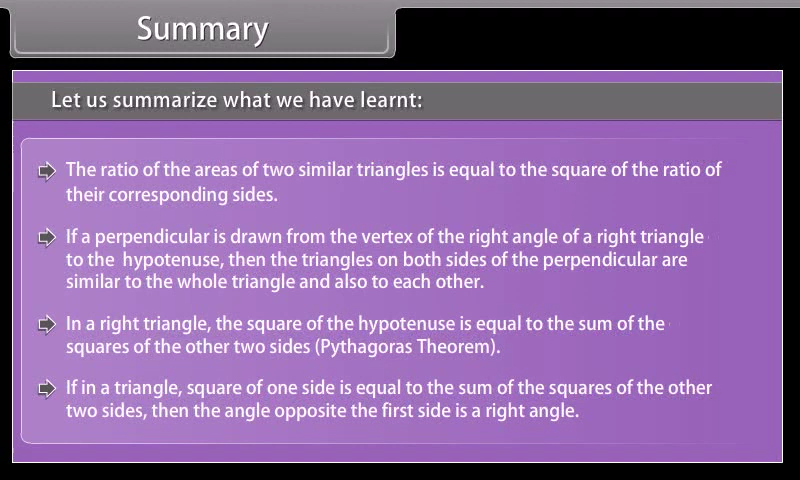 Summary
Let us summarize what we have learnt:
The ratio of the areas of two similar triangles is equal to the square of the ratio of
their corresponding sides.
If a perpendicular is drawn from the vertex of the right angle of a right triangle
to the hypotenuse, then the triangles on both sides of the perpendicular are
similar to the whole triangle and also to each other.
In a right triangle, the square of the hypotenuse is equal to the sum of the
squares of the other two sides (Pythagoras Theorem).
If in a triangle, square of one side is equal to the sum of the squares of the other
two sides, then the angle opposite the first side is a right angle.